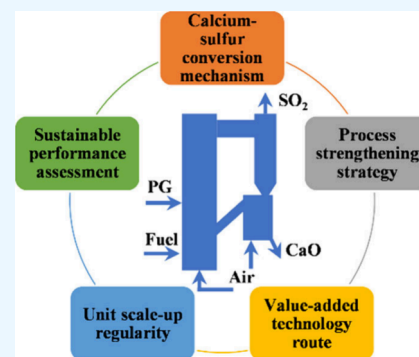 Calcium-
sulfur
conversion
mechanism
SO₂
Sustainable
performance
assessment
Process
strengthening
strategy
PG
Fuel
CaO
Air
Unit scale-up
regularity
Value-added
technology
route